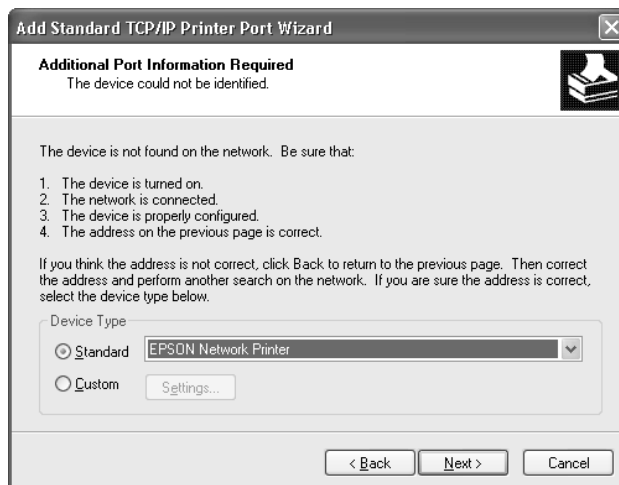 Add Standard TCP/IP Printer Port Wizard
Additional Port Information Required
The device could not be identified.
The device is not found on the network. Be sure that:
1. The device is turned on.
2. The network is connected.
3. The device is properly configured.
4. The address on the previous page is correct.
If you think the address is not correct, click Back to return to the previous page. Then correct
the address and perform another search on the network. If you are sure the address is correct,
select the device type below.
Device Type
Standard EPSON Network Printer
Custom Settings...
< Back Next > Cancel